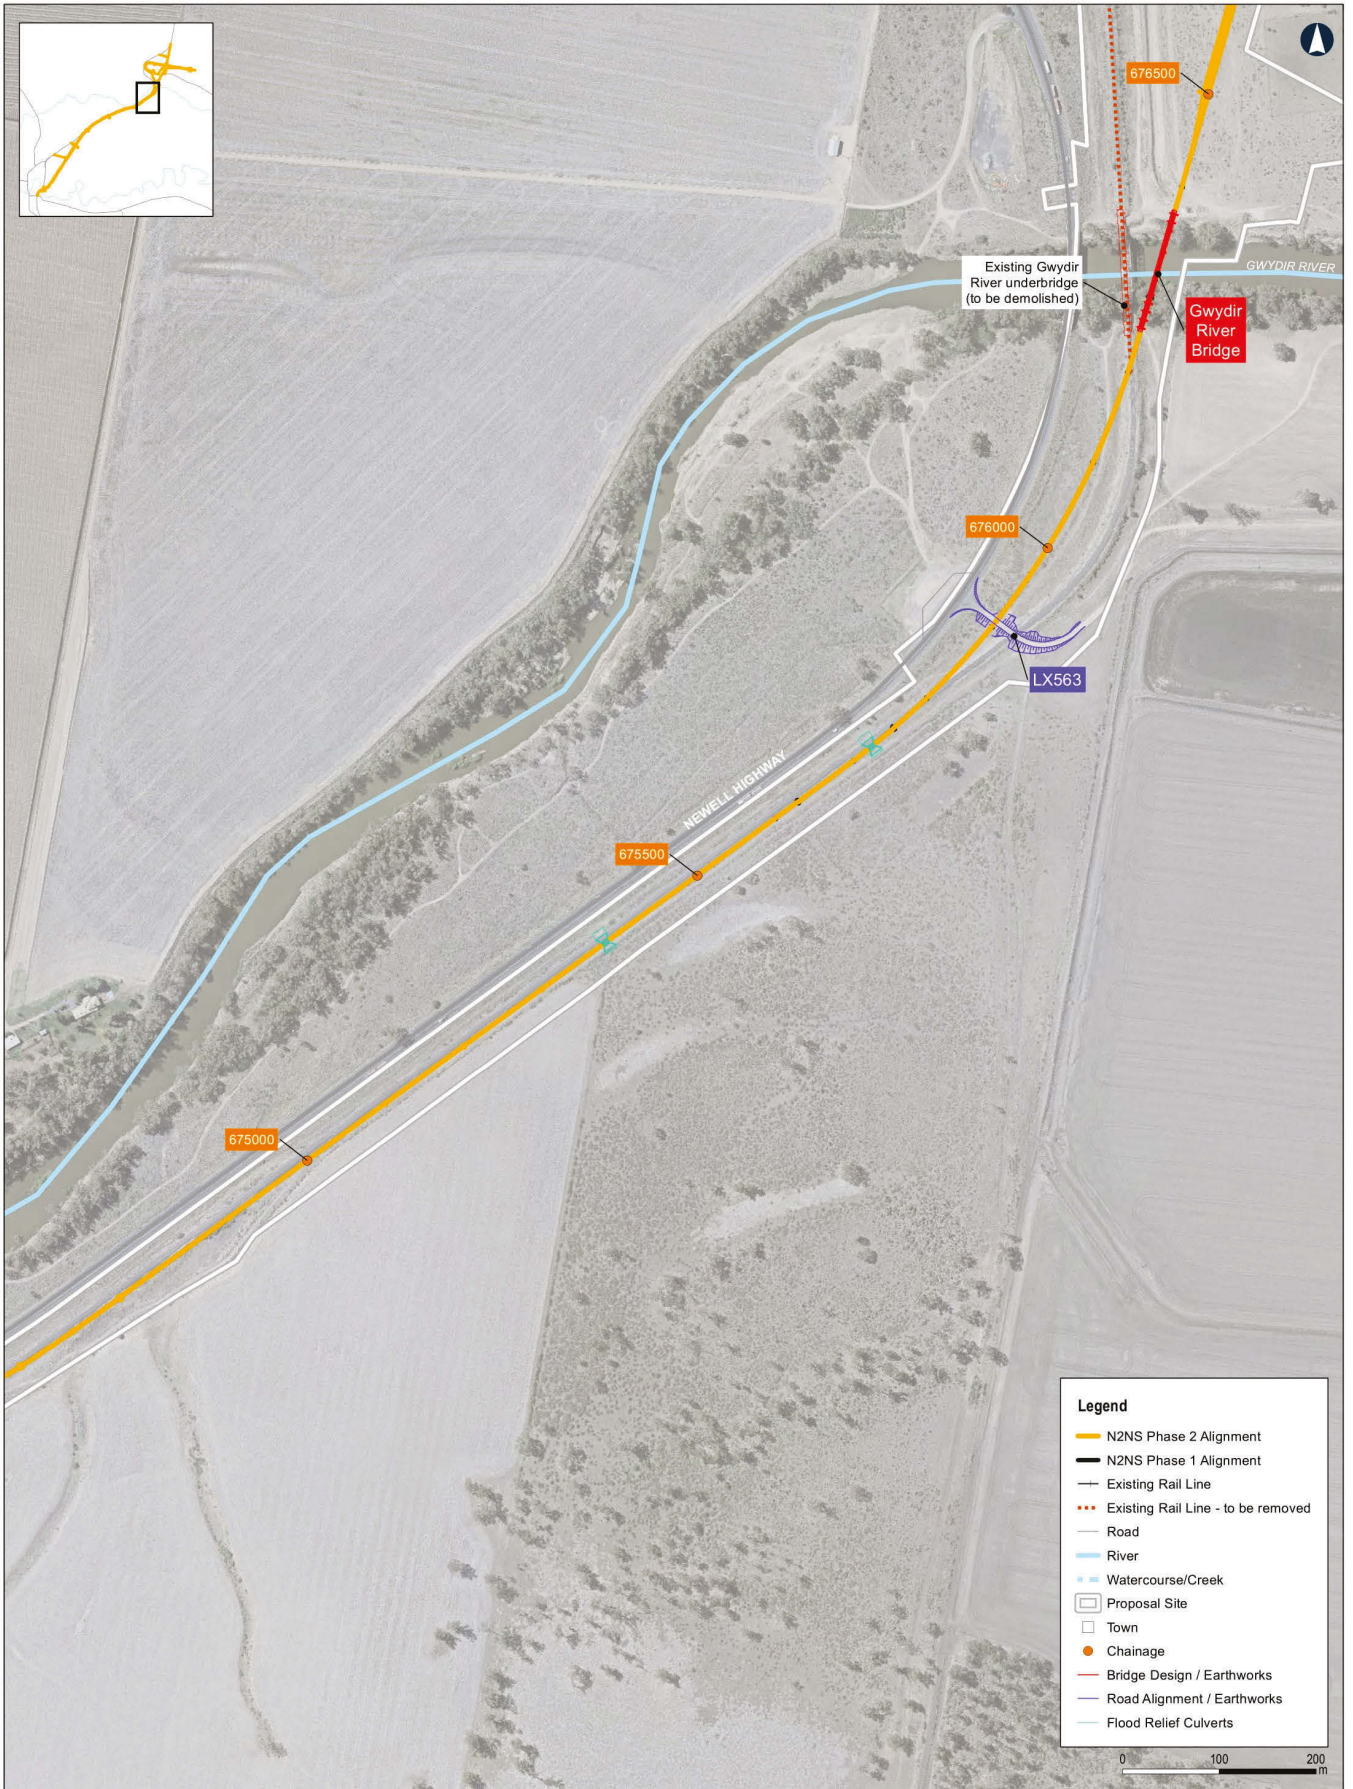 676500
GWYDIR RIVER
Existing Gwydir
River underbridge
(to be demolished)
Gwydir
River
Bridge
676000
LX563
NEWELL HIGHWAY
675500
675000
Legend
N2NS Phase 2 Alignment
N2NS Phase 1 Alignment
Existing Rail Line
Existing Rail Line - to be removed
Road
River
Watercourse/Creek
Proposal Site
Town
Chainage
Bridge Design / Earthworks
Road Alignment / Earthworks
Flood Relief Culverts
0 100 200
m